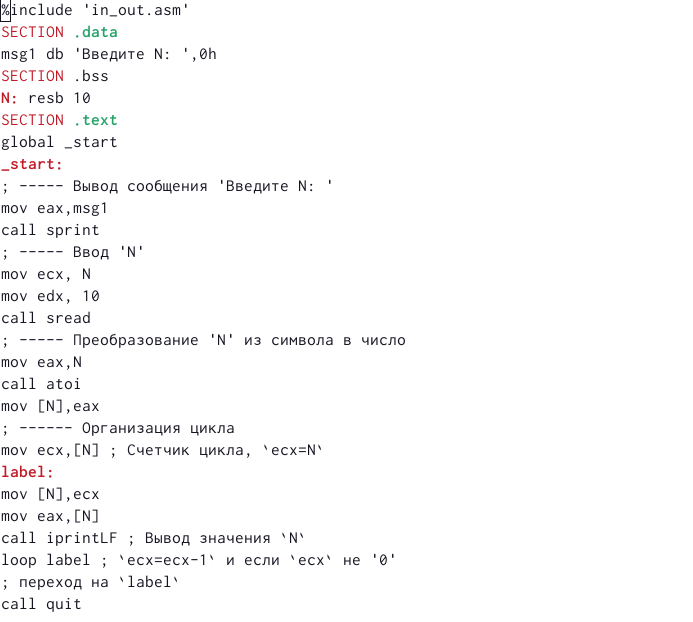 %include 'in_out.asm'
SECTION .data
msg1 db 'Введите N: ',0h
SECTION .bss
N: resb 10
SECTION .text
global _start
_start:
; ----- Вывод сообщения 'Введите N: '
mov eax,msg1
call sprint
; ----- Ввод 'N'
mov ecx, N
mov edx, 10
call sread
; ----- Преобразование 'N' из символа в число
mov eax,N
call atoi
mov [N],eax
; ------ Организация цикла
mov ecx,[N] ; Счетчик цикла, `ecx=N`
label:
mov [N],ecx
mov eax,[N]
call iprintLF ; Вывод значения `N`
loop label ; `ecx=ecx-1` и если `ecx` не '0'
; переход на `label`
call quit